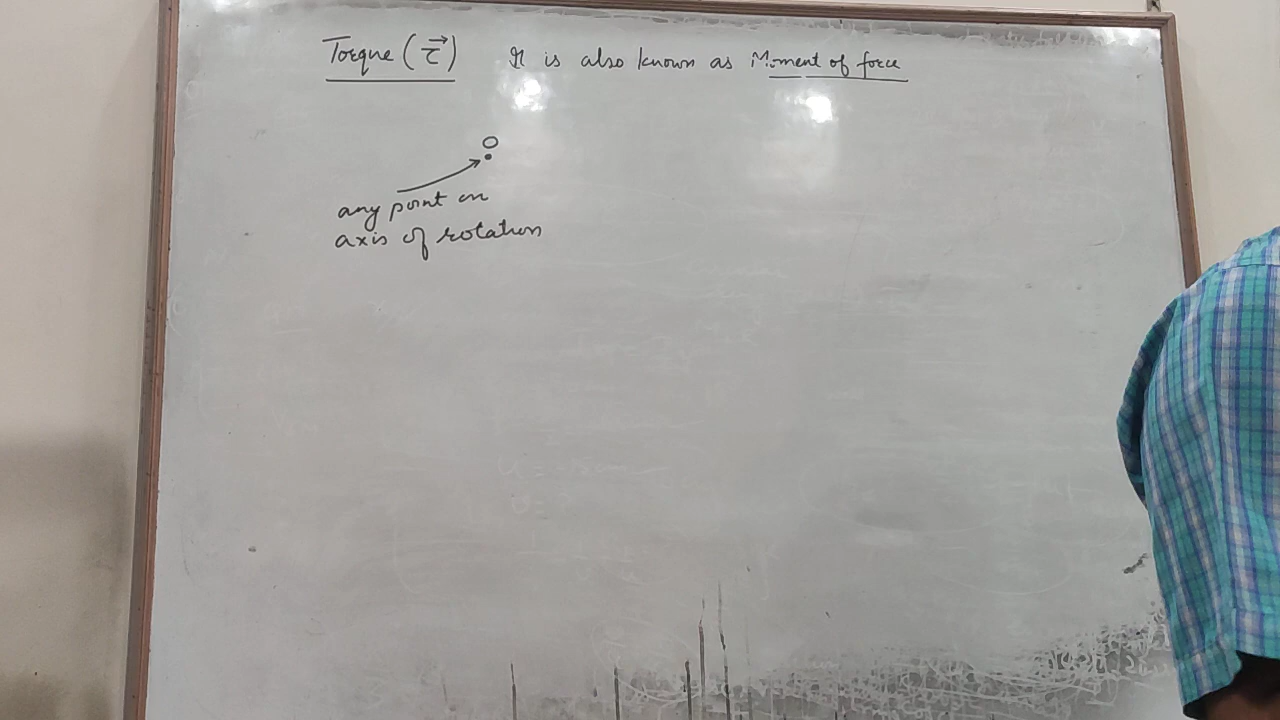 Torque (τ⃗) It is also known as Moment of force
O
any point on
axis of rotation